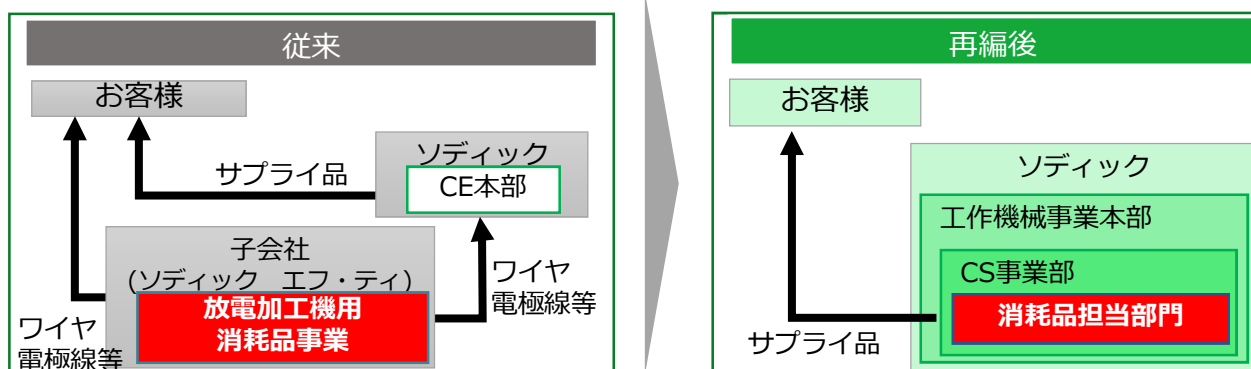 従来
お客様
サプライ品
ソディック
CE本部
子会社
(ソディック　エフ・ティ)
放電加工機用
消耗品事業
ワイヤ
電極線等
ワイヤ
電極線等
再編後
お客様
ソディック
工作機械事業本部
CS事業部
消耗品担当部門
サプライ品